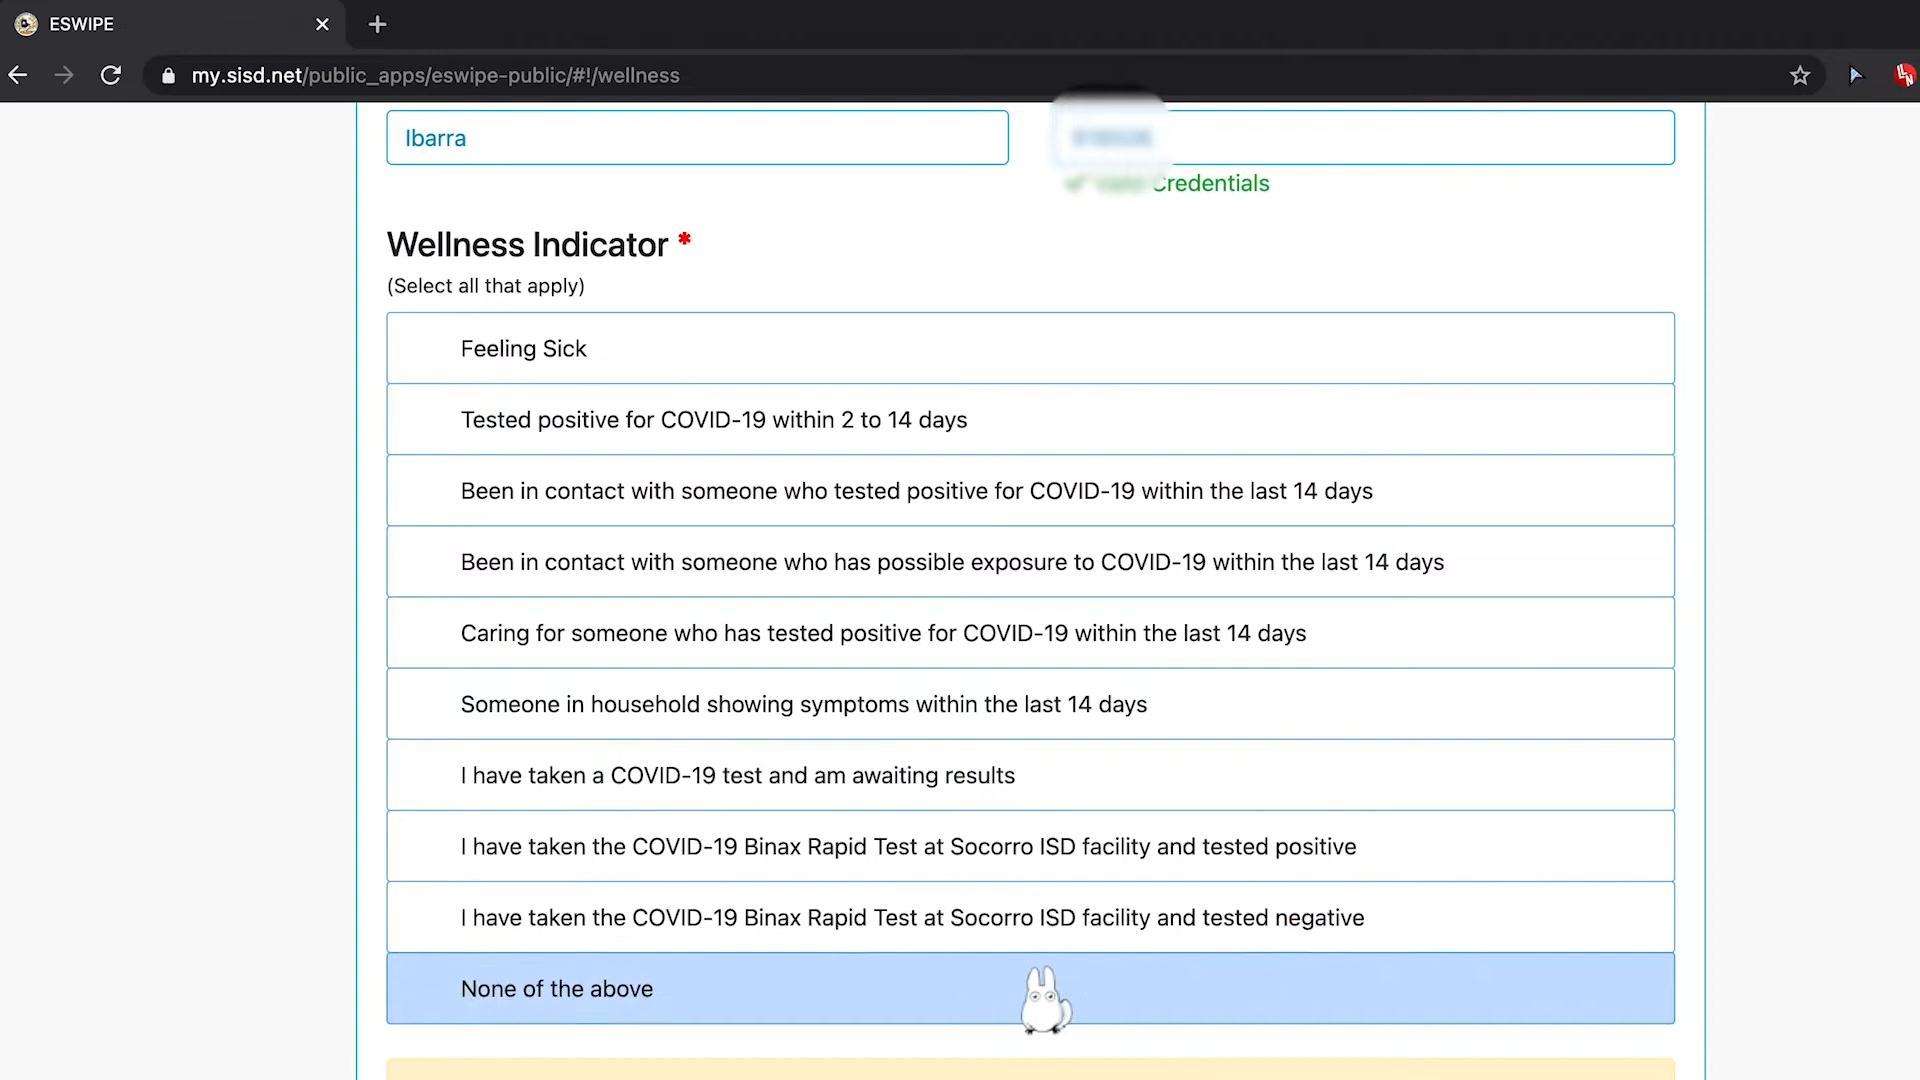 ESWIPE
my.sisd.net/public_apps/eswipe-public/#!/wellness
Ibarra
Credentials
Wellness Indicator *
(Select all that apply)
Feeling Sick
Tested positive for COVID-19 within 2 to 14 days
Been in contact with someone who tested positive for COVID-19 within the last 14 days
Been in contact with someone who has possible exposure to COVID-19 within the last 14 days
Caring for someone who has tested positive for COVID-19 within the last 14 days
Someone in household showing symptoms within the last 14 days
I have taken a COVID-19 test and am awaiting results
I have taken the COVID-19 Binax Rapid Test at Socorro ISD facility and tested positive
I have taken the COVID-19 Binax Rapid Test at Socorro ISD facility and tested negative
None of the above